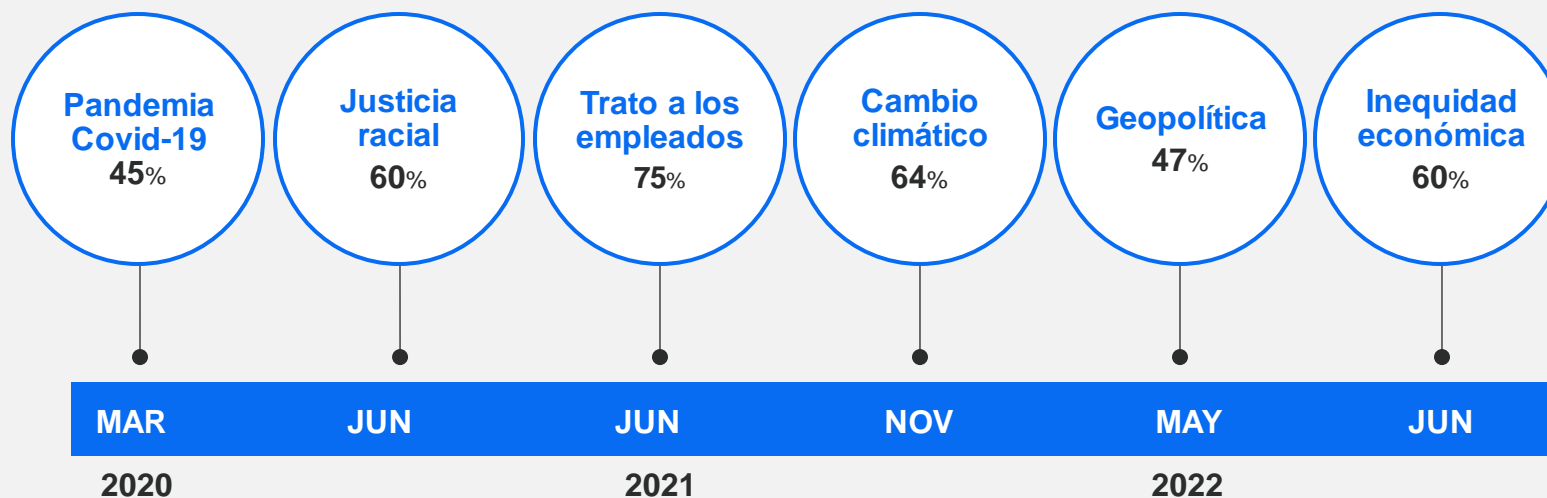 Pandemia
Covid-19
45%
Justicia
racial
60%
Trato a los
empleados
75%
Cambio
climático
64%
Geopolítica
47%
Inequidad
económica
60%
MAR
JUN
JUN
NOV
MAY
JUN
2020
2021
2022